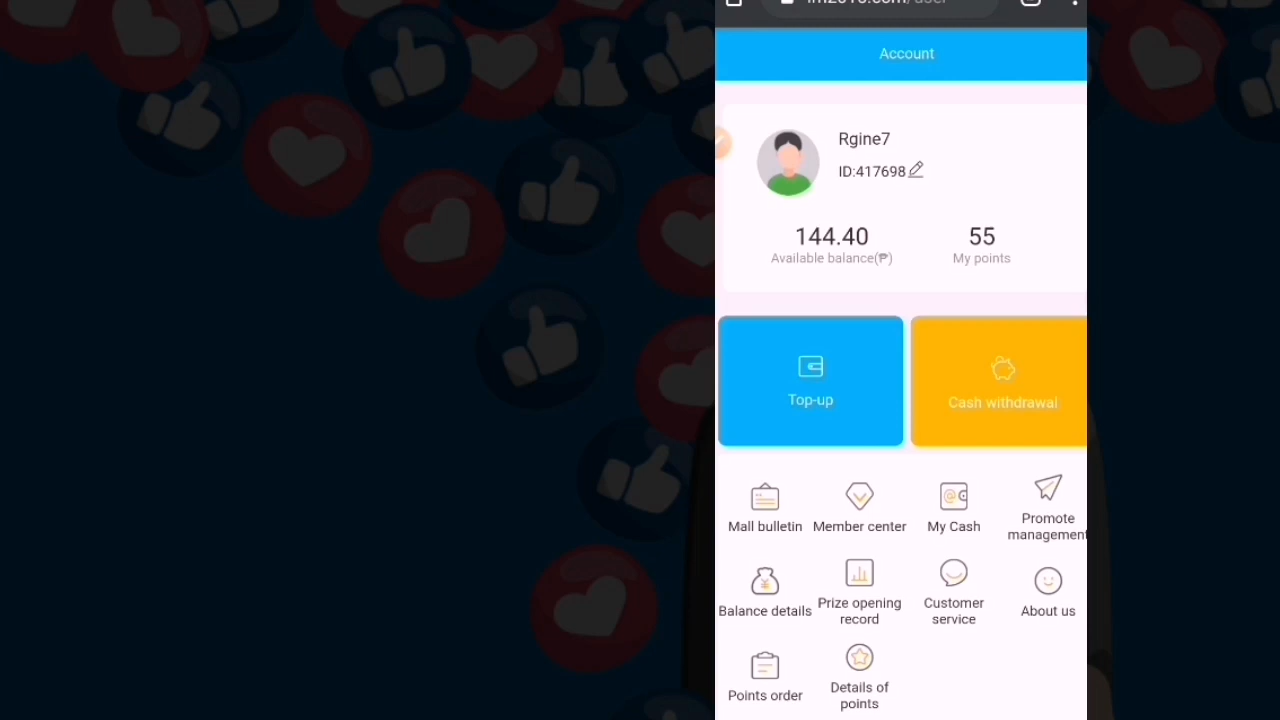 Account
Rgine7
ID:417698
144.40
55
Available balance(₱)
My points
Top-up
Cash withdrawal
Mall bulletin
Member center
My Cash
Promote
management
Balance details
Prize opening
record
Customer
service
About us
Points order
Details of
points